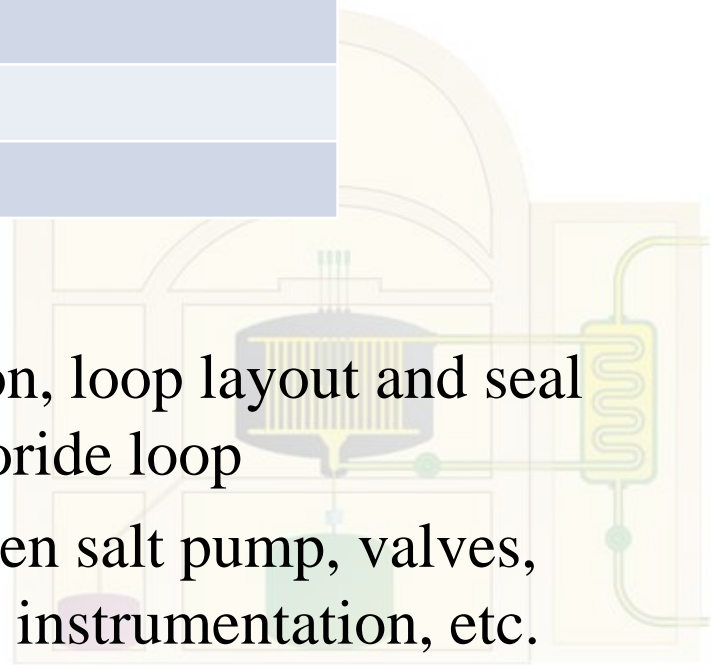 on, loop layout and seal
oride loop
en salt pump, valves,
instrumentation, etc.